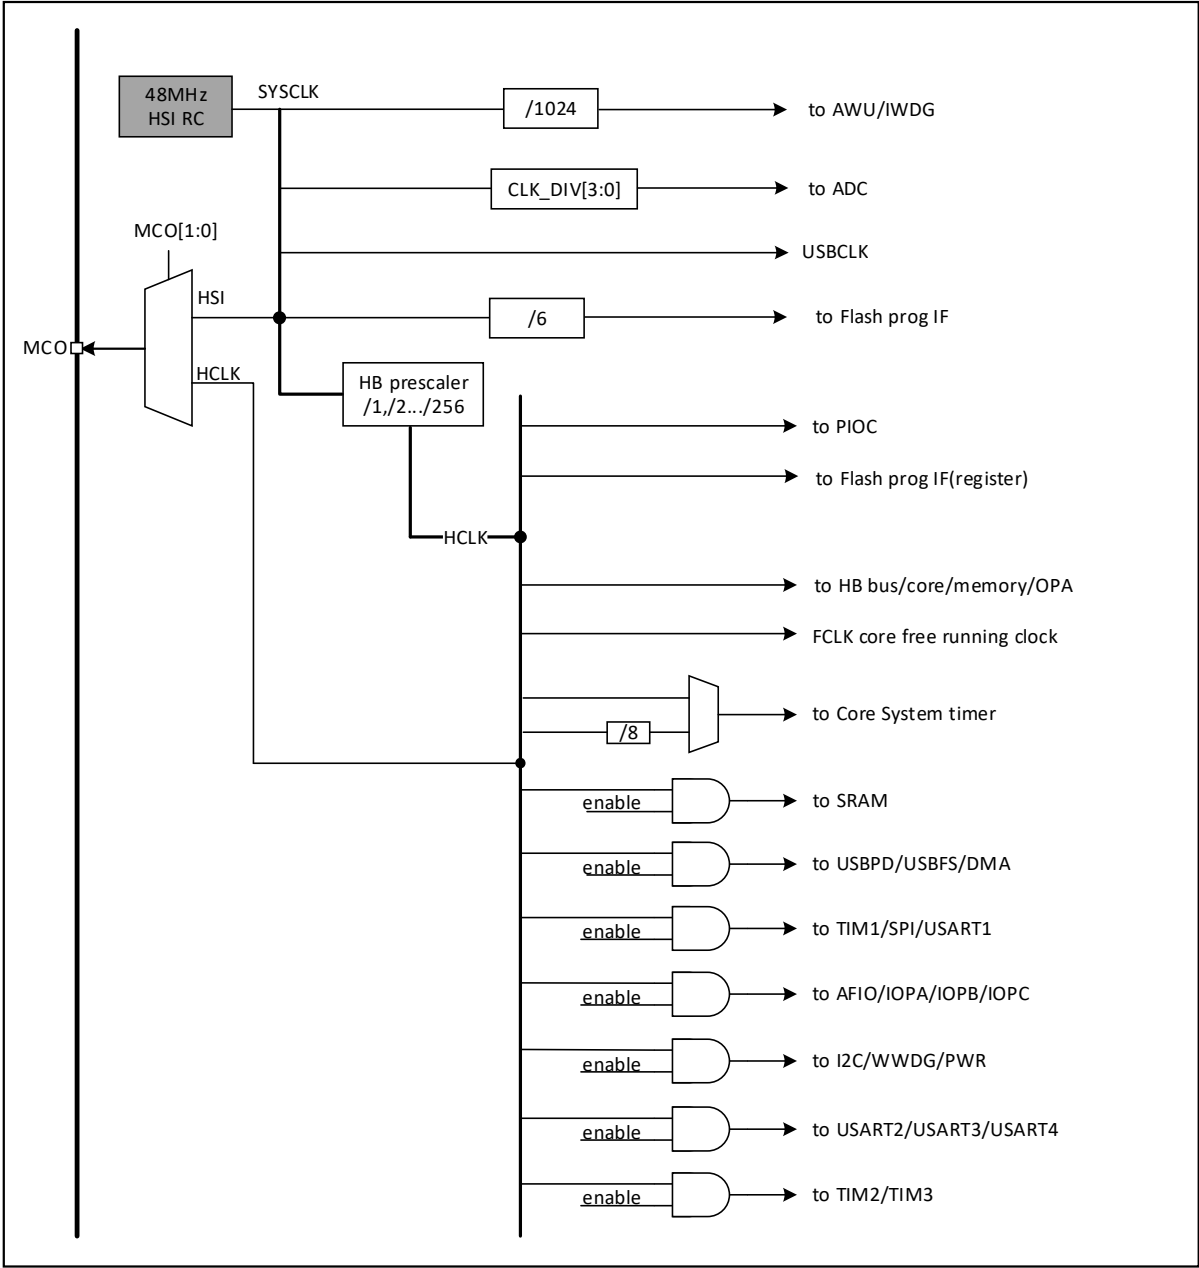 48MHz
HSI RC
SYSCLK
/1024
to AWU/IWDG
CLK_DIV[3:0]
to ADC
MCO[1:0]
USBCLK
HSI
/6
to Flash prog IF
MCO
HCLK
HB prescaler
/1,/2.../256
to PIOC
to Flash prog IF(register)
HCLK
to HB bus/core/memory/OPA
FCLK core free running clock
to Core System timer
/8
enable
to SRAM
enable
to USBPD/USBFS/DMA
enable
to TIM1/SPI/USART1
enable
to AFIO/IOPA/IOPB/IOPC
enable
to I2C/WWDG/PWR
enable
to USART2/USART3/USART4
enable
to TIM2/TIM3